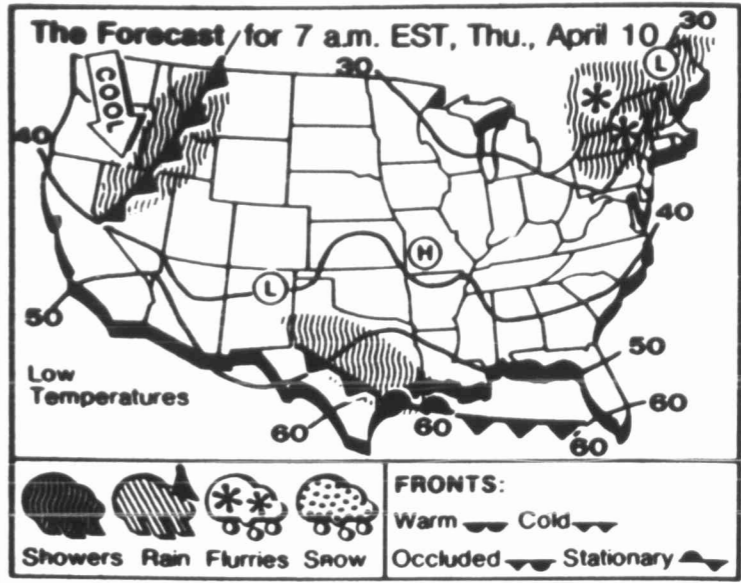 The Forecast for 7 a.m. EST, Thu., April 10
30
30
L
COOL
40
40
H
L
50
50
Low
Temperatures
60
60
60
60
FRONTS:
Warm Cold
Showers Rain Flurries Snow
Occluded Stationary